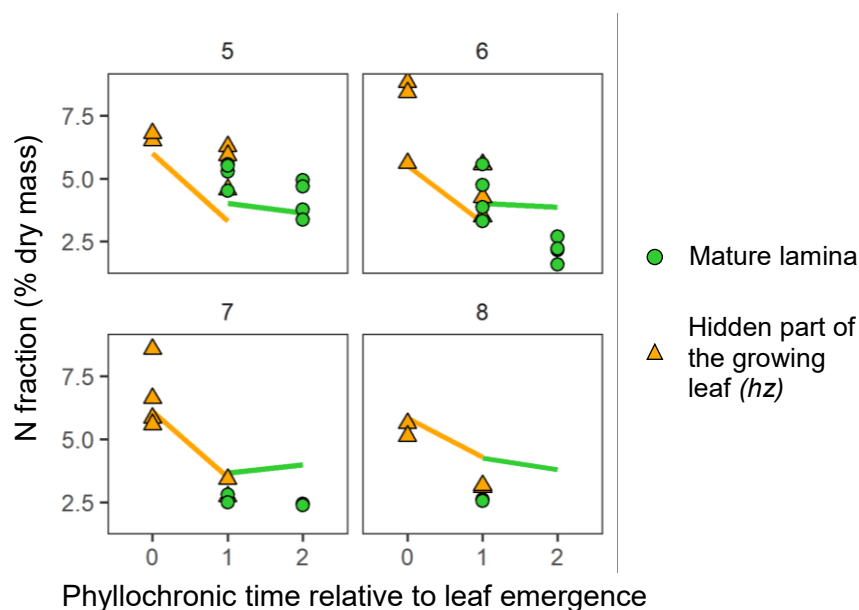 5
6
7.5
5.0
2.5
N fraction (% dry mass)
7
8
7.5
5.0
2.5
0
1
2
0
1
2
Phyllochronic time relative to leaf emergence
Mature lamina
Hidden part of
the growing
leaf (hz)